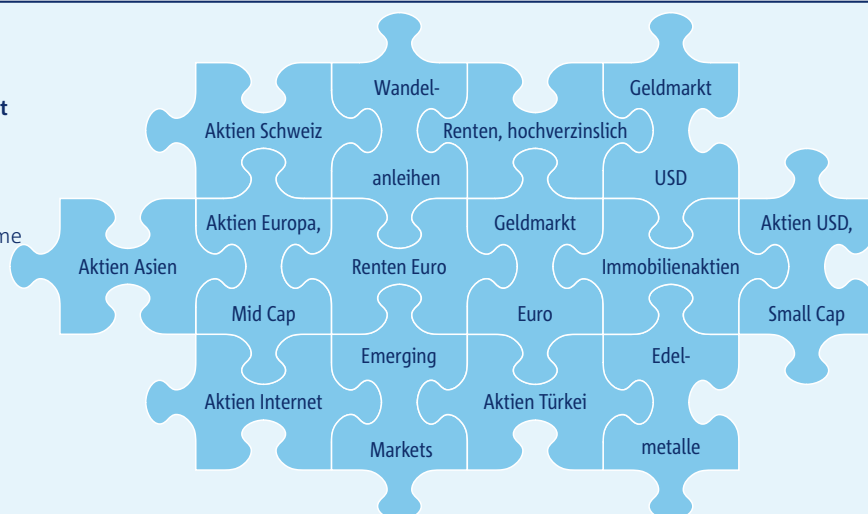 t
me
Wandel-
anleihen
Geldmarkt
USD
Aktien Schweiz
Renten, hochverzinslich
Aktien Europa,
Mid Cap
Geldmarkt
Euro
Aktien USD,
Small Cap
Aktien Asien
Renten Euro
Immobilienaktien
Emerging
Markets
Edel-
metalle
Aktien Internet
Aktien Türkei